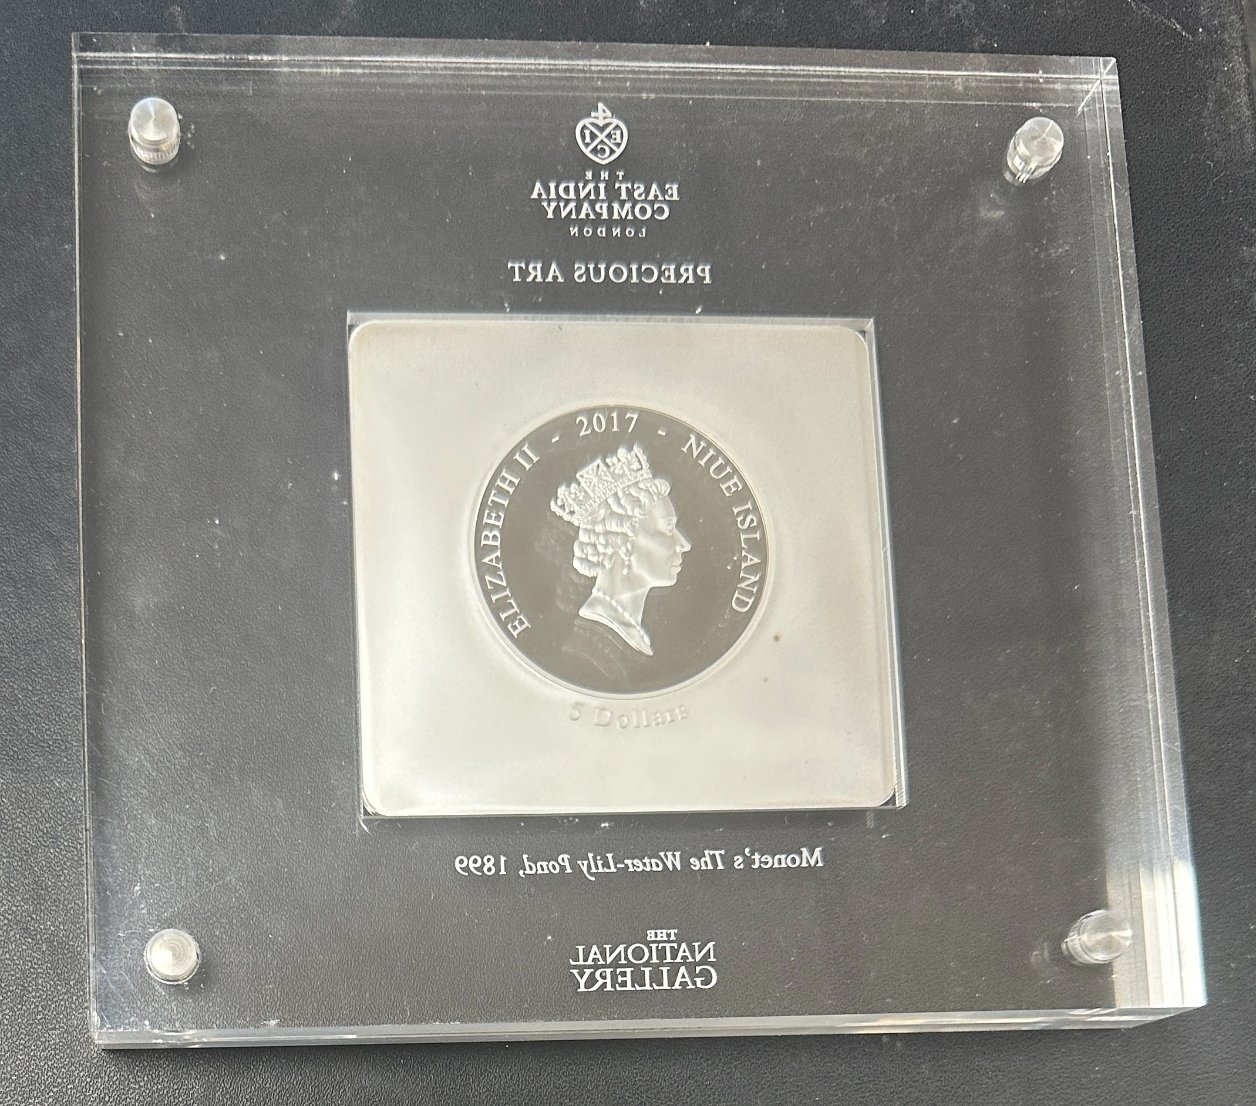 4
E I C
THE
EAST INDIA
COMPANY
LONDON
PRECIOUS ART
ELIZABETH II - 2017 - NIUE ISLAND
5 Dollars
Monet's The Water-Lily Pond, 1899
THE
NATIONAL
GALLERY